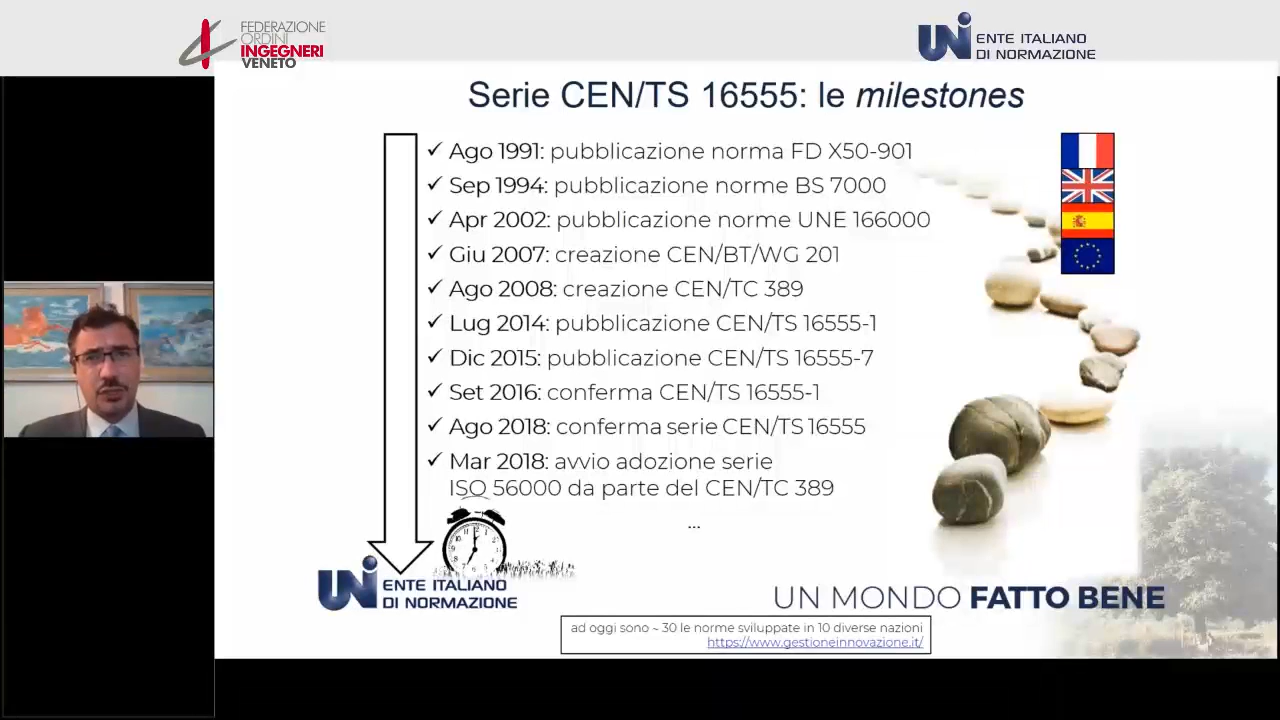 FEDERAZIONE
ORDINI
INGEGNERI
VENETO
UNI ENTE ITALIANO
DI NORMAZIONE
Serie CEN/TS 16555: le milestones
✓ Ago 1991: pubblicazione norma FD X50-901
✓ Sep 1994: pubblicazione norme BS 7000
✓ Apr 2002: pubblicazione norme UNE 166000
✓ Giu 2007: creazione CEN/BT/WG 201
✓ Ago 2008: creazione CEN/TC 389
✓ Lug 2014: pubblicazione CEN/TS 16555-1
✓ Dic 2015: pubblicazione CEN/TS 16555-7
✓ Set 2016: conferma CEN/TS 16555-1
✓ Ago 2018: conferma serie CEN/TS 16555
✓ Mar 2018: avvio adozione serie
ISO 56000 da parte del CEN/TC 389
...
UNI ENTE ITALIANO
DI NORMAZIONE
UN MONDO FATTO BENE
ad oggi sono ~ 30 le norme sviluppate in 10 diverse nazioni
https://www.gestioneinnovazione.it/